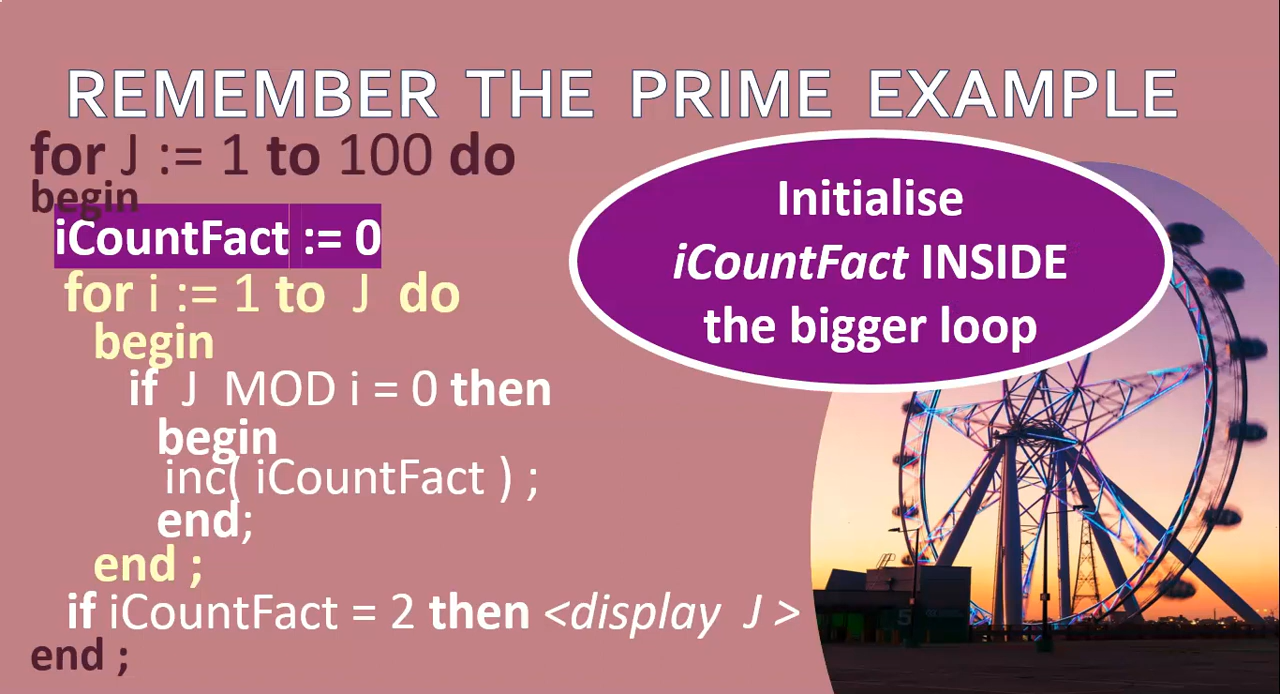 REMEMBER THE PRIME EXAMPLE
for J := 1 to 100 do
begin
iCountFact := 0
for i := 1 to J do
begin
if J MOD i = 0 then
begin
inc( iCountFact ) ;
end;
end ;
if iCountFact = 2 then <display J >
end ;
Initialise
iCountFact INSIDE
the bigger loop
5